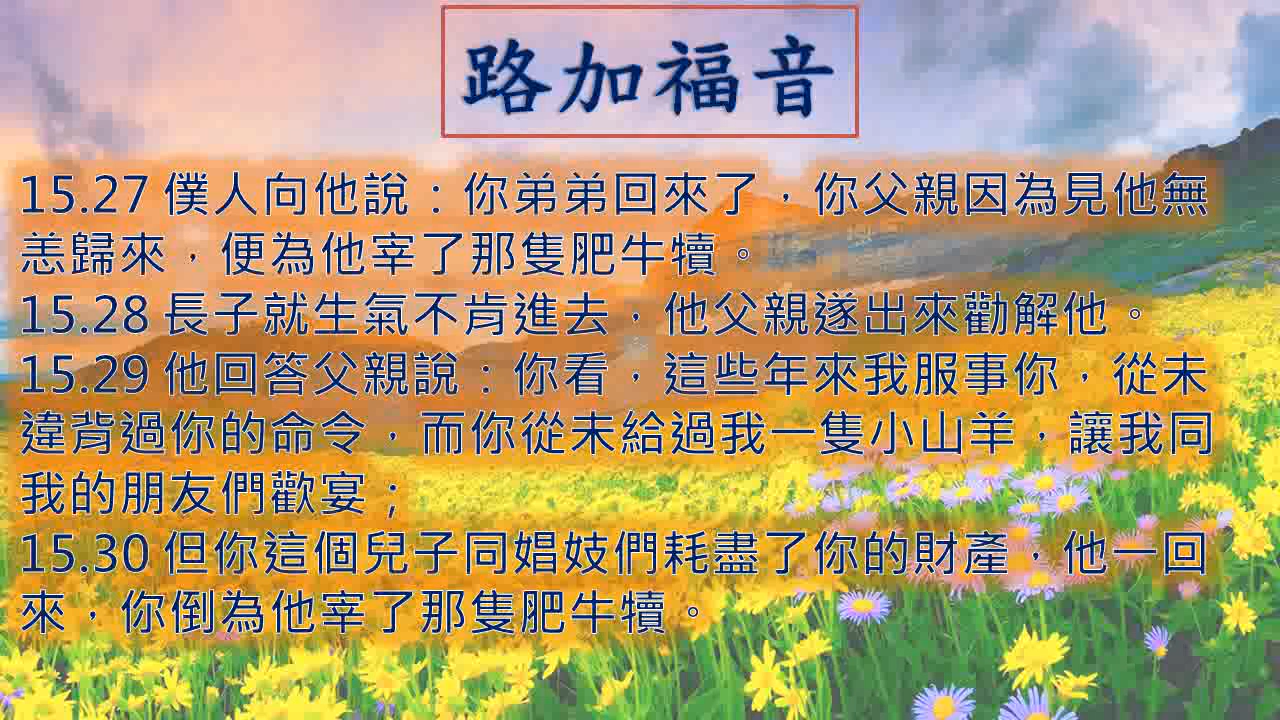 路加福音
15.27 僕人向他說：你弟弟回來了，你父親因為見他無
恙歸來，便為他宰了那隻肥牛犢。
15.28 長子就生氣不肯進去，他父親遂出來勸解他。
15.29 他回答父親說：你看，這些年來我服事你，從未
違背過你的命令，而你從未給過我一隻小山羊，讓我同
我的朋友們歡宴；
15.30 但你這個兒子同娼妓們耗盡了你的財產，他一回
來，你倒為他宰了那隻肥牛犢。